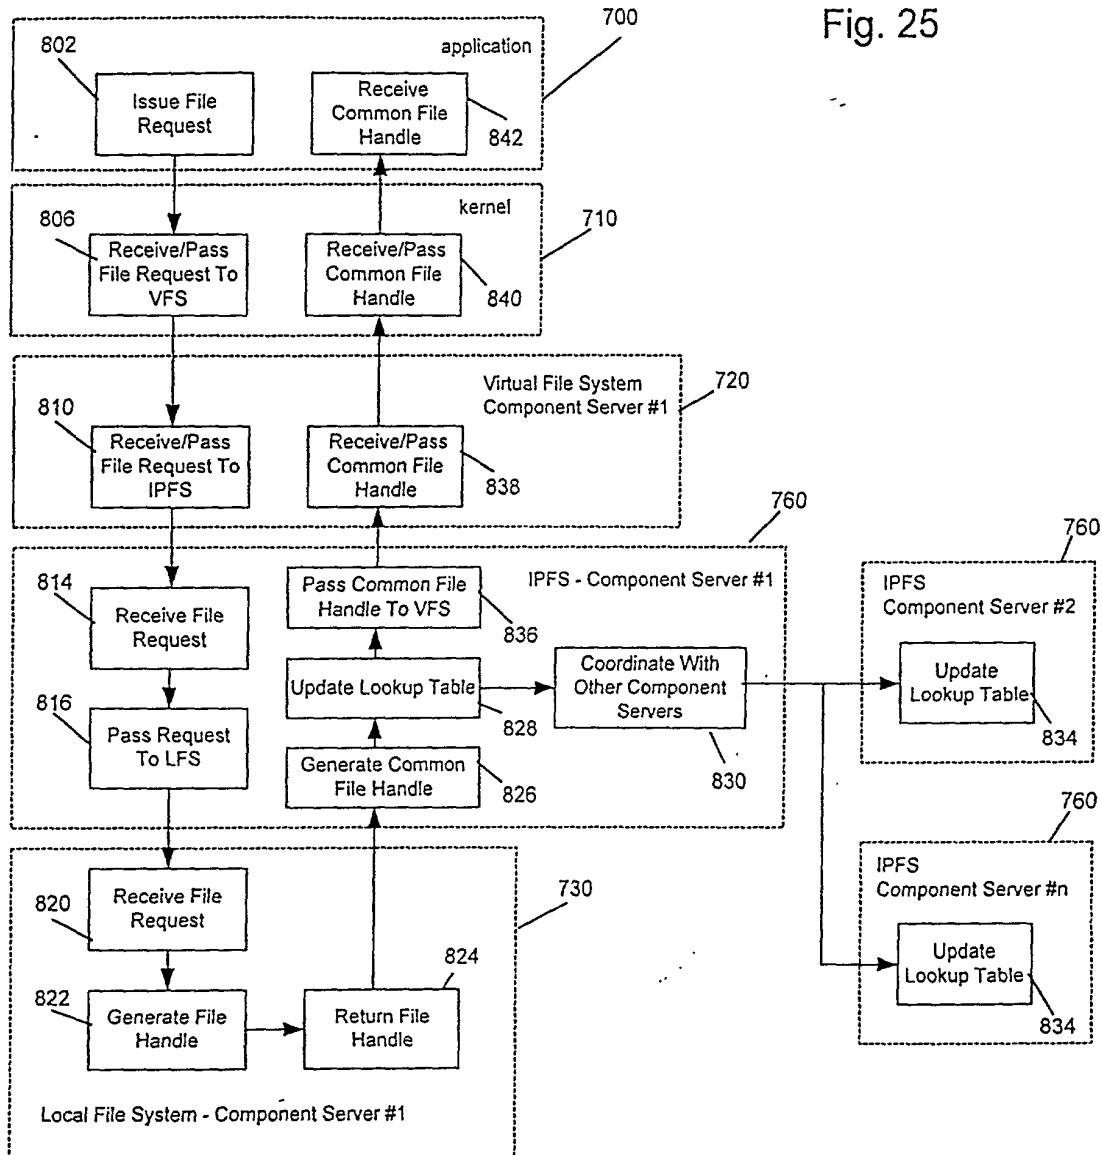 Fig. 25
700
802
application
Issue File
Request
Receive
Common File
Handle
842
kernel
710
806
Receive/Pass
File Request To
VFS
Receive/Pass
Common File
Handle
840
720
Virtual File System
Component Server #1
810
Receive/Pass
File Request To
IPFS
Receive/Pass
Common File
Handle
838
760
IPFS - Component Server #1
814
Receive File
Request
Pass Common File
Handle To VFS
836
Update Lookup Table
828
Coordinate With
Other Component
Servers
830
816
Pass Request
To LFS
Generate Common
File Handle
826
760
IPFS
Component Server #2
Update
Lookup Table
834
760
IPFS
Component Server #n
Update
Lookup Table
834
730
820
Receive File
Request
822
Generate File
Handle
824
Return File
Handle
Local File System - Component Server #1